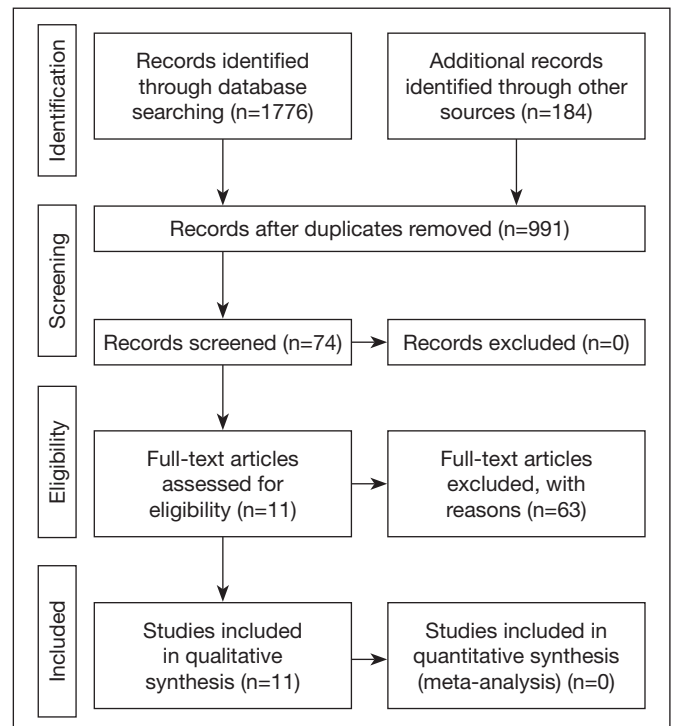 Identification
Records identified
through database
searching (n=1776)
Additional records
identified through other
sources (n=184)
Screening
Records after duplicates removed (n=991)
Records screened (n=74)
Records excluded (n=0)
Eligibility
Full-text articles
assessed for
eligibility (n=11)
Full-text articles
excluded, with
reasons (n=63)
Included
Studies included
in qualitative
synthesis (n=11)
Studies included in
quantitative synthesis
(meta-analysis) (n=0)